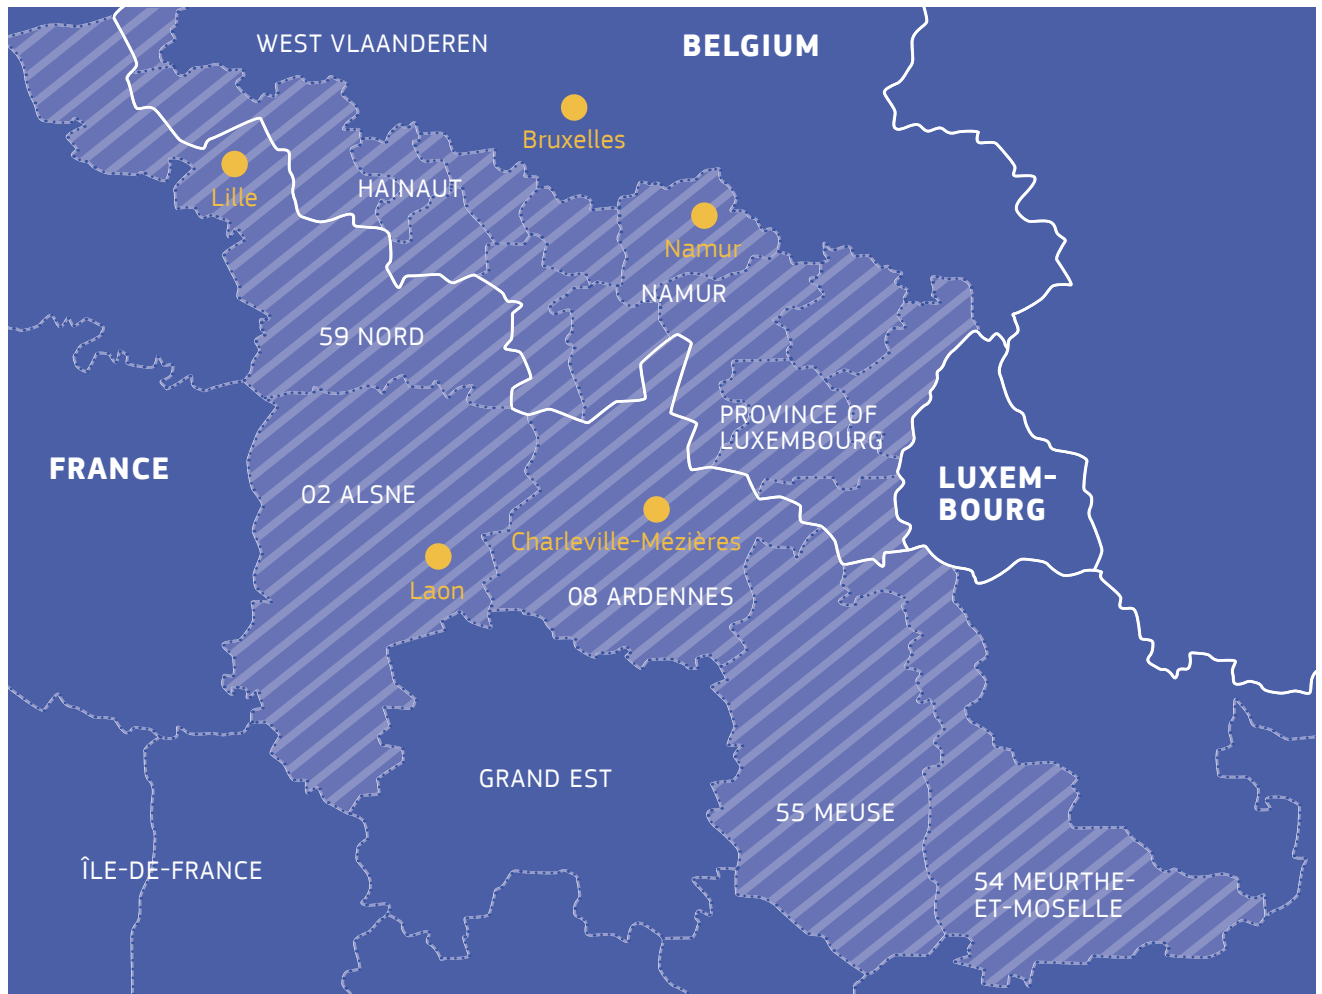 WEST VLAANDEREN
BELGIUM
Bruxelles
Lille
HAINAUT
Namur
NAMUR
59 NORD
PROVINCE OF
LUXEMBOURG
FRANCE
LUXEM-
BOURG
02 ALSNE
Charleville-Mézières
Laon
08 ARDENNES
GRAND EST
55 MEUSE
ÎLE-DE-FRANCE
54 MEURTHE-
ET-MOSELLE